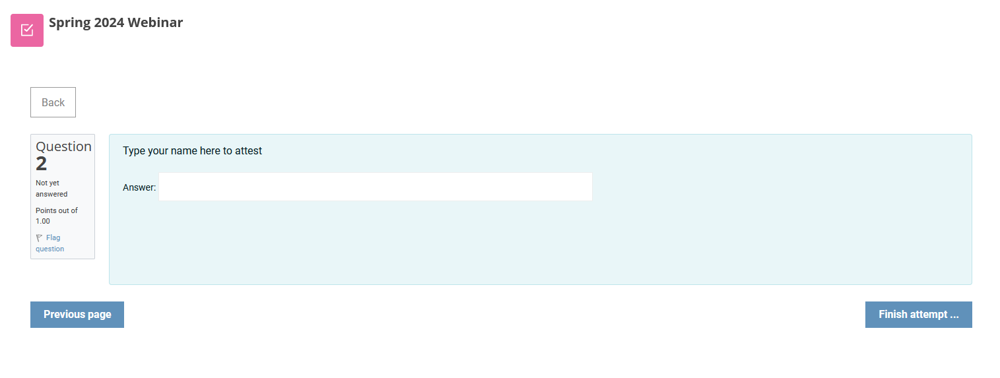 Spring 2024 Webinar
Back
Question
2
Not yet
answered
Points out of
1.00
Flag
question
Type your name here to attest
Answer:
Previous page
Finish attempt ...